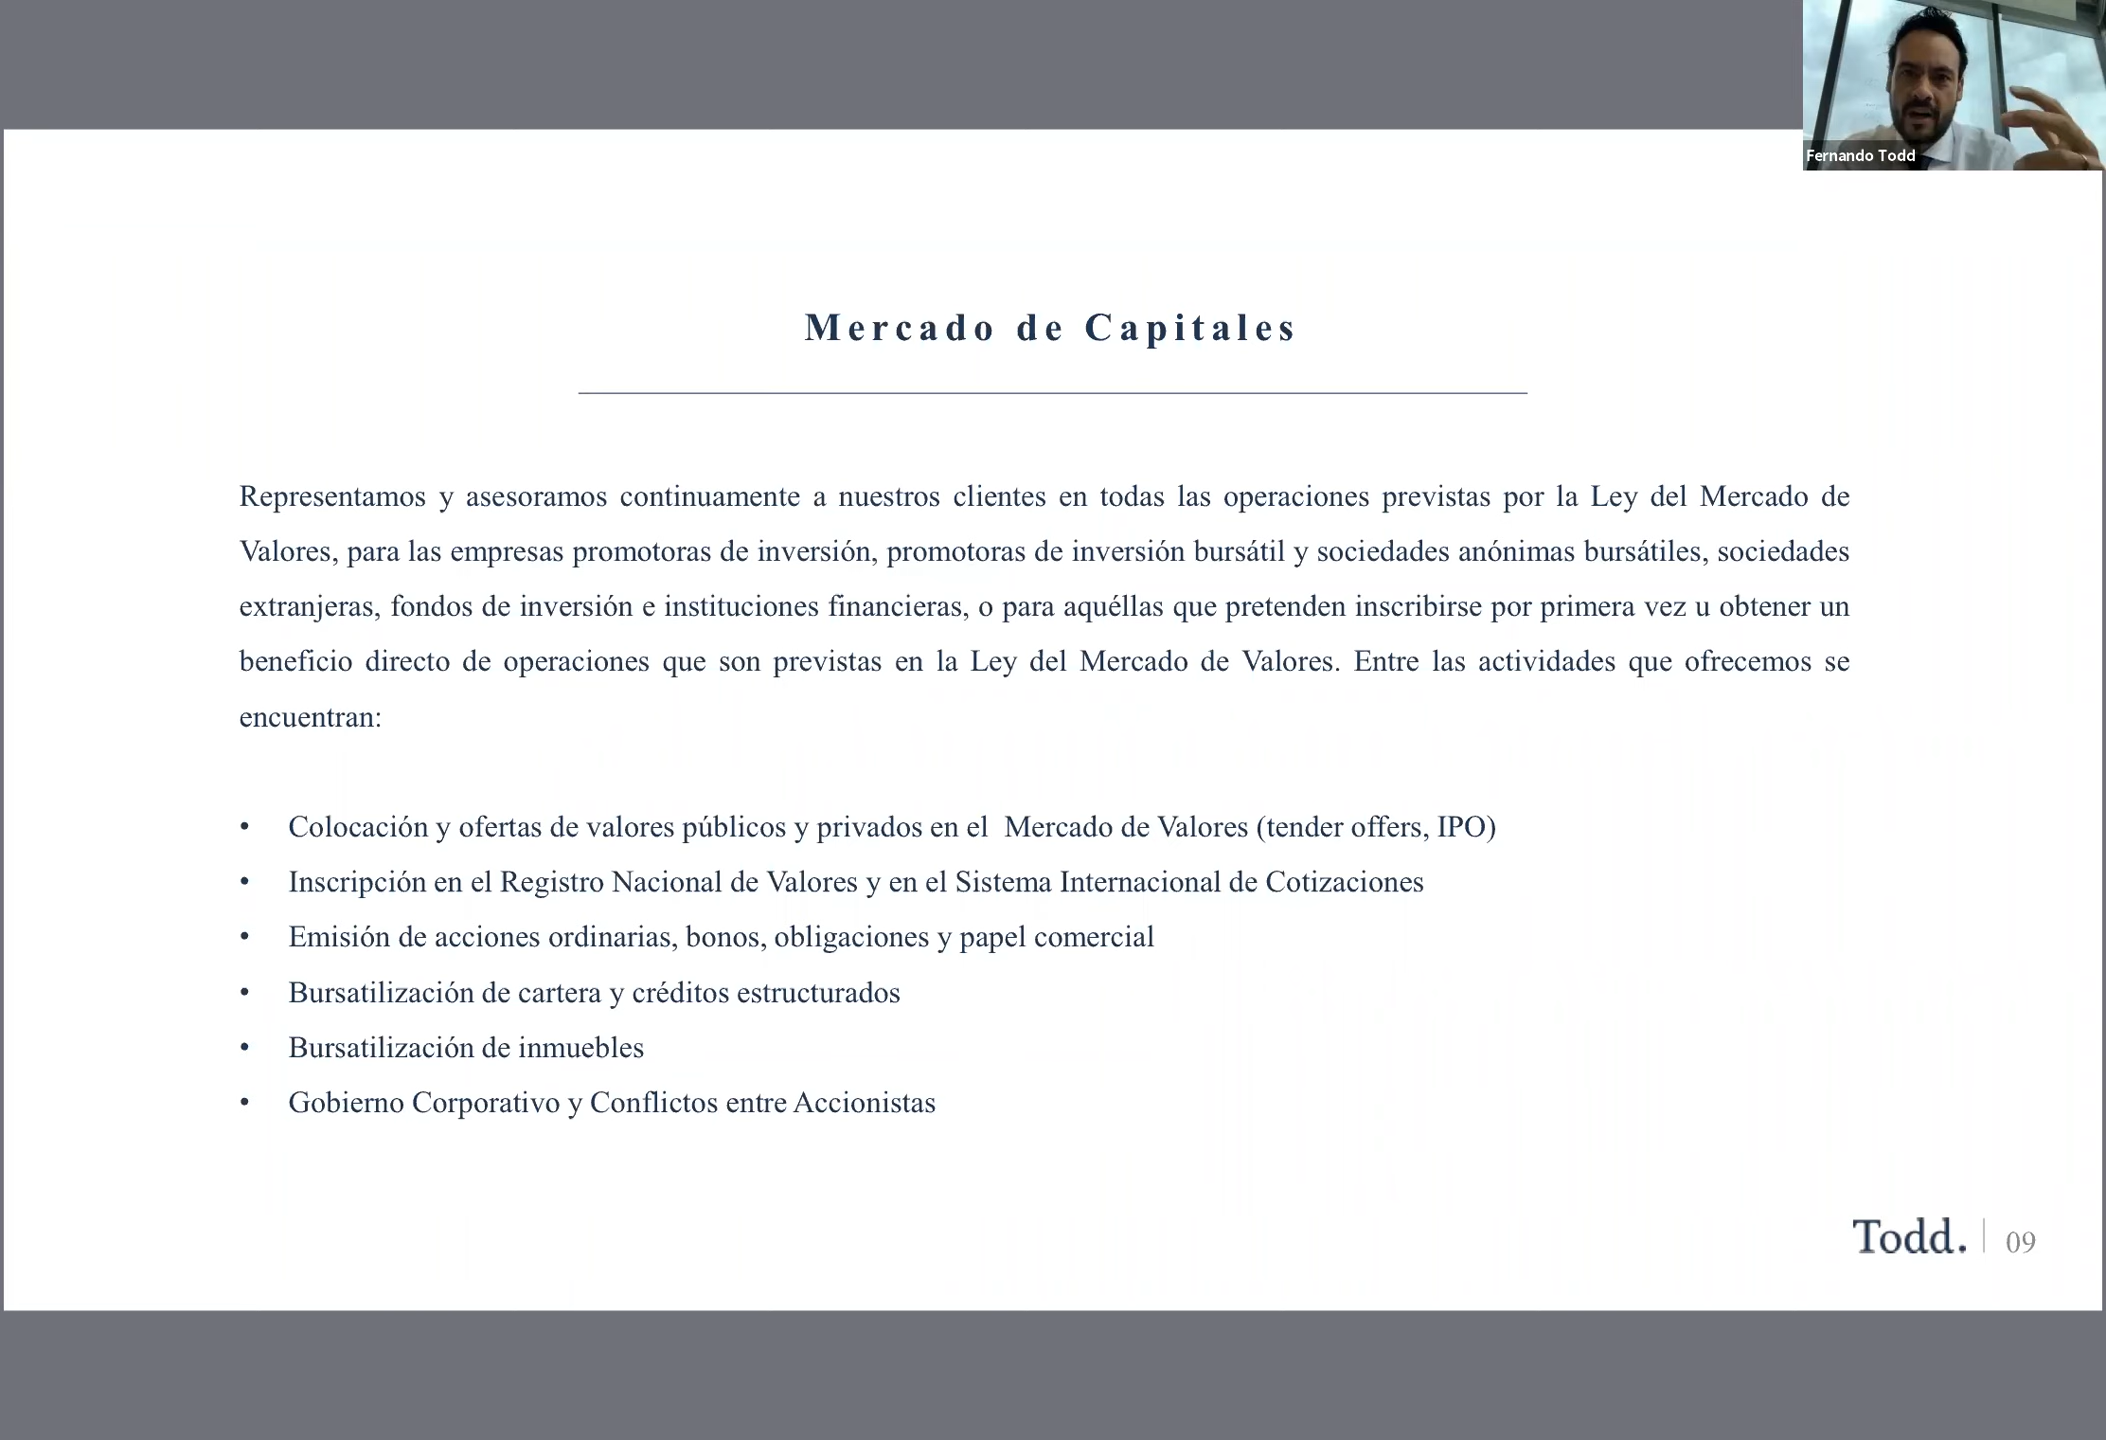 Fernando Todd
Mercado de Capitales
Representamos y asesoramos continuamente a nuestros clientes en todas las operaciones previstas por la Ley del Mercado de
Valores, para las empresas promotoras de inversión, promotoras de inversión bursátil y sociedades anónimas bursátiles, sociedades
extranjeras, fondos de inversión e instituciones financieras, o para aquéllas que pretenden inscribirse por primera vez u obtener un
beneficio directo de operaciones que son previstas en la Ley del Mercado de Valores. Entre las actividades que ofrecemos se
encuentran:
• Colocación y ofertas de valores públicos y privados en el Mercado de Valores (tender offers, IPO)
• Inscripción en el Registro Nacional de Valores y en el Sistema Internacional de Cotizaciones
• Emisión de acciones ordinarias, bonos, obligaciones y papel comercial
• Bursatilización de cartera y créditos estructurados
• Bursatilización de inmuebles
• Gobierno Corporativo y Conflictos entre Accionistas
Todd. | 09